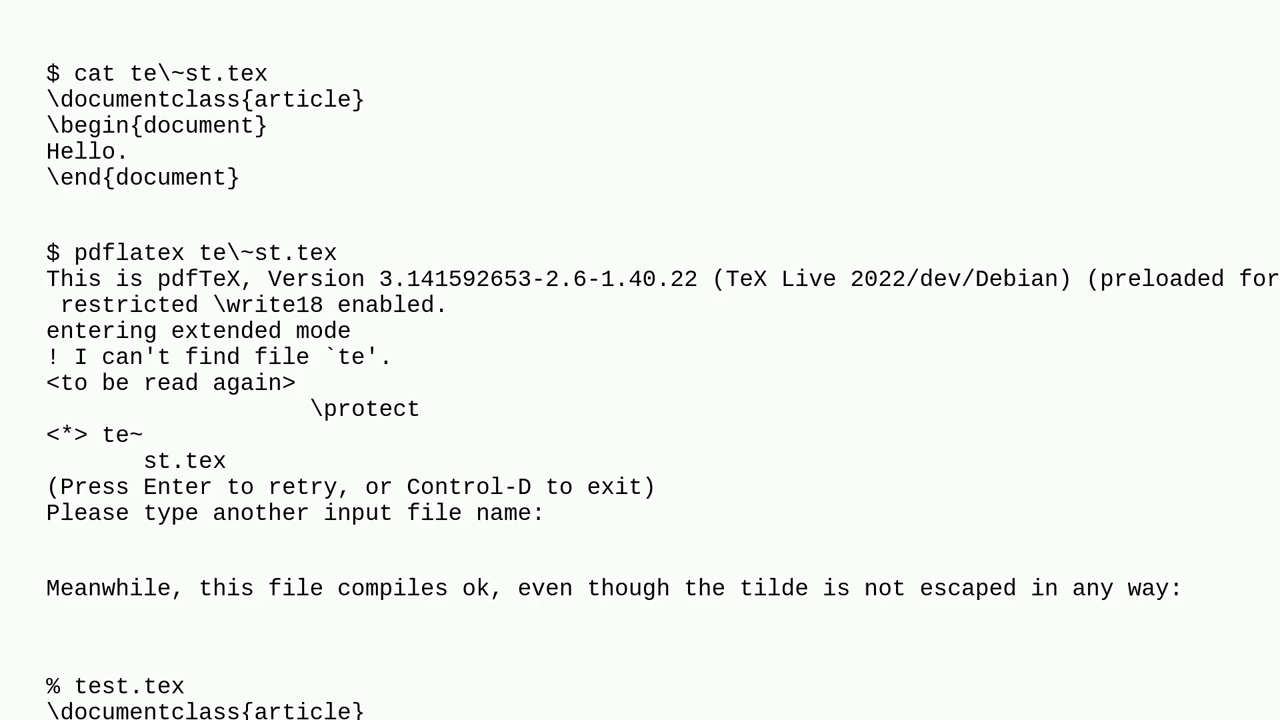 $ cat te\~st.tex
\documentclass{article}
\begin{document}
Hello.
\end{document}
$ pdflatex te\~st.tex
This is pdfTeX, Version 3.141592653-2.6-1.40.22 (TeX Live 2022/dev/Debian) (preloaded for
 restricted \write18 enabled.
entering extended mode
! I can't find file `te'.
<to be read again>
                   \protect
<*> te~
       st.tex
(Press Enter to retry, or Control-D to exit)
Please type another input file name:
Meanwhile, this file compiles ok, even though the tilde is not escaped in any way:
% test.tex
\documentclass{article}